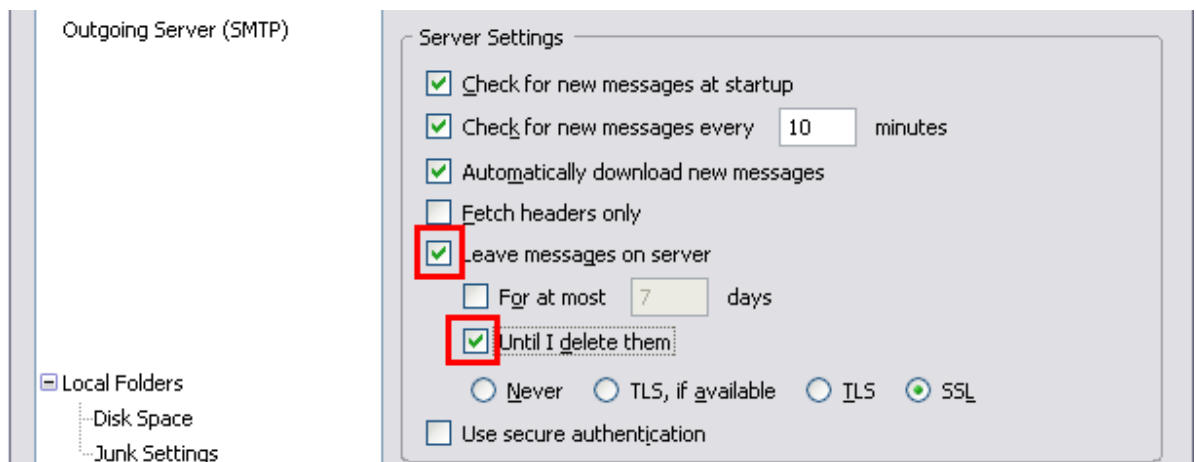 Outgoing Server (SMTP)
Server Settings
Check for new messages at startup
Check for new messages every 10 minutes
Automatically download new messages
Fetch headers only
Leave messages on server
For at most 7 days
Until I delete them
Never TLS, if available TLS SSL
Use secure authentication
Local Folders
Disk Space
Junk Settings